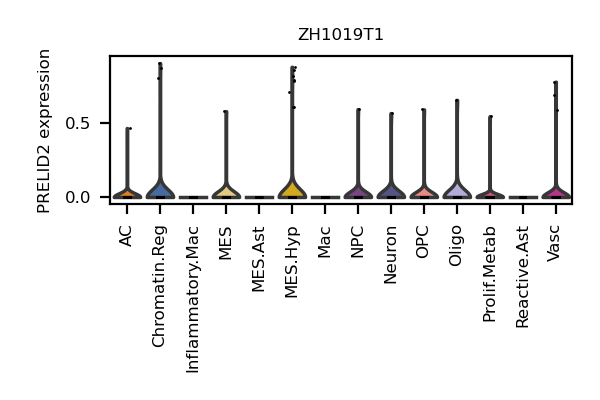 ZH1019T1
PRELID2 expression
0.5
0.0
AC
Chromatin.Reg
Inflammatory.Mac
MES
MES.Ast
MES.Hyp
Mac
NPC
Neuron
OPC
Oligo
Prolif.Metab
Reactive.Ast
Vasc